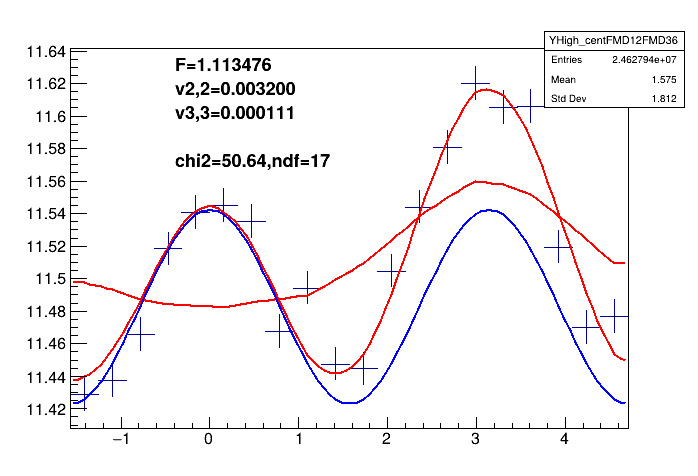 YHigh_centFMD12FMD36
Entries 2.462794e+07
Mean 1.575
Std Dev 1.812
F=1.113476
v2,2=0.003200
v3,3=0.000111
chi2=50.64,ndf=17
11.64
11.62
11.6
11.58
11.56
11.54
11.52
11.5
11.48
11.46
11.44
11.42
−1 0 1 2 3 4